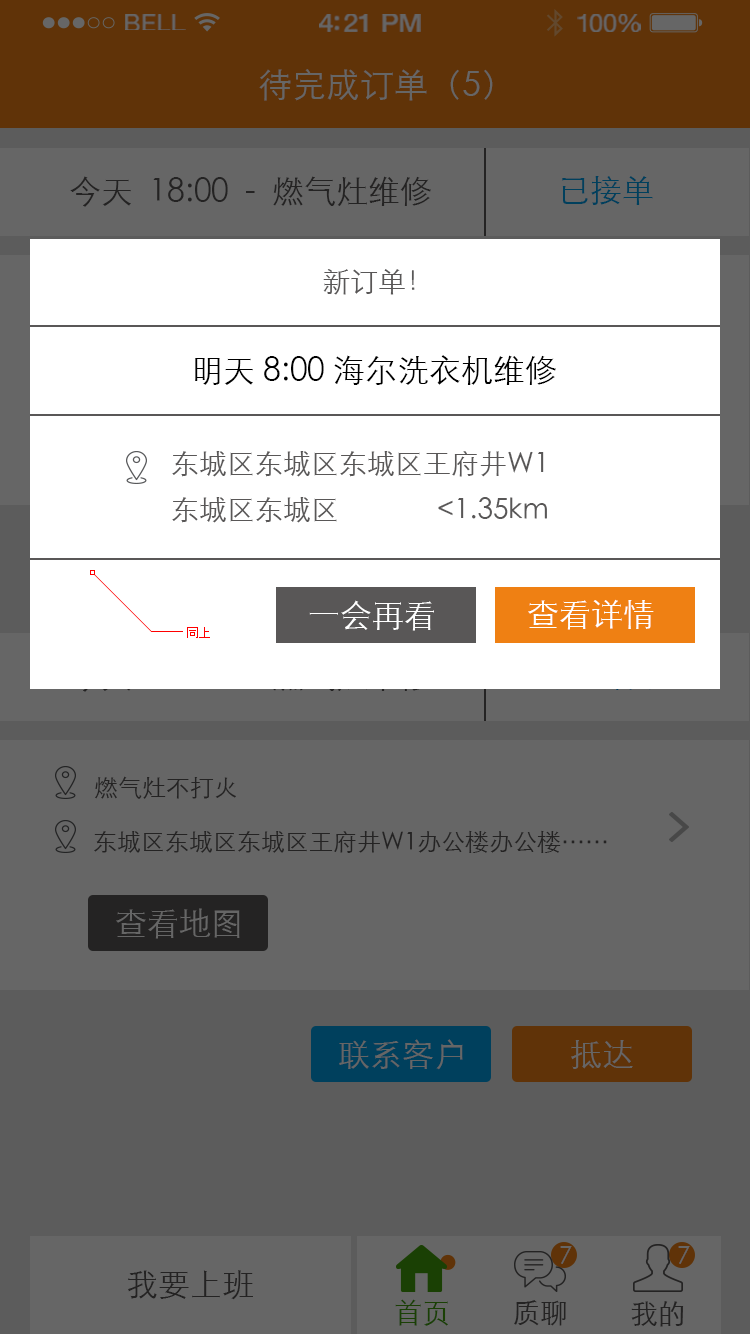 BELL 4:21 PM 100%
待完成订单（5）
今天 18:00 - 燃气灶维修 已接单
新订单！
明天 8:00 海尔洗衣机维修
东城区东城区东城区王府井W1
东城区东城区 <1.35km
同上
一会再看 查看详情
燃气灶不打火
东城区东城区东城区王府井W1办公楼办公楼……
查看地图
联系客户 抵达
我要上班
7 7
首页 质聊 我的